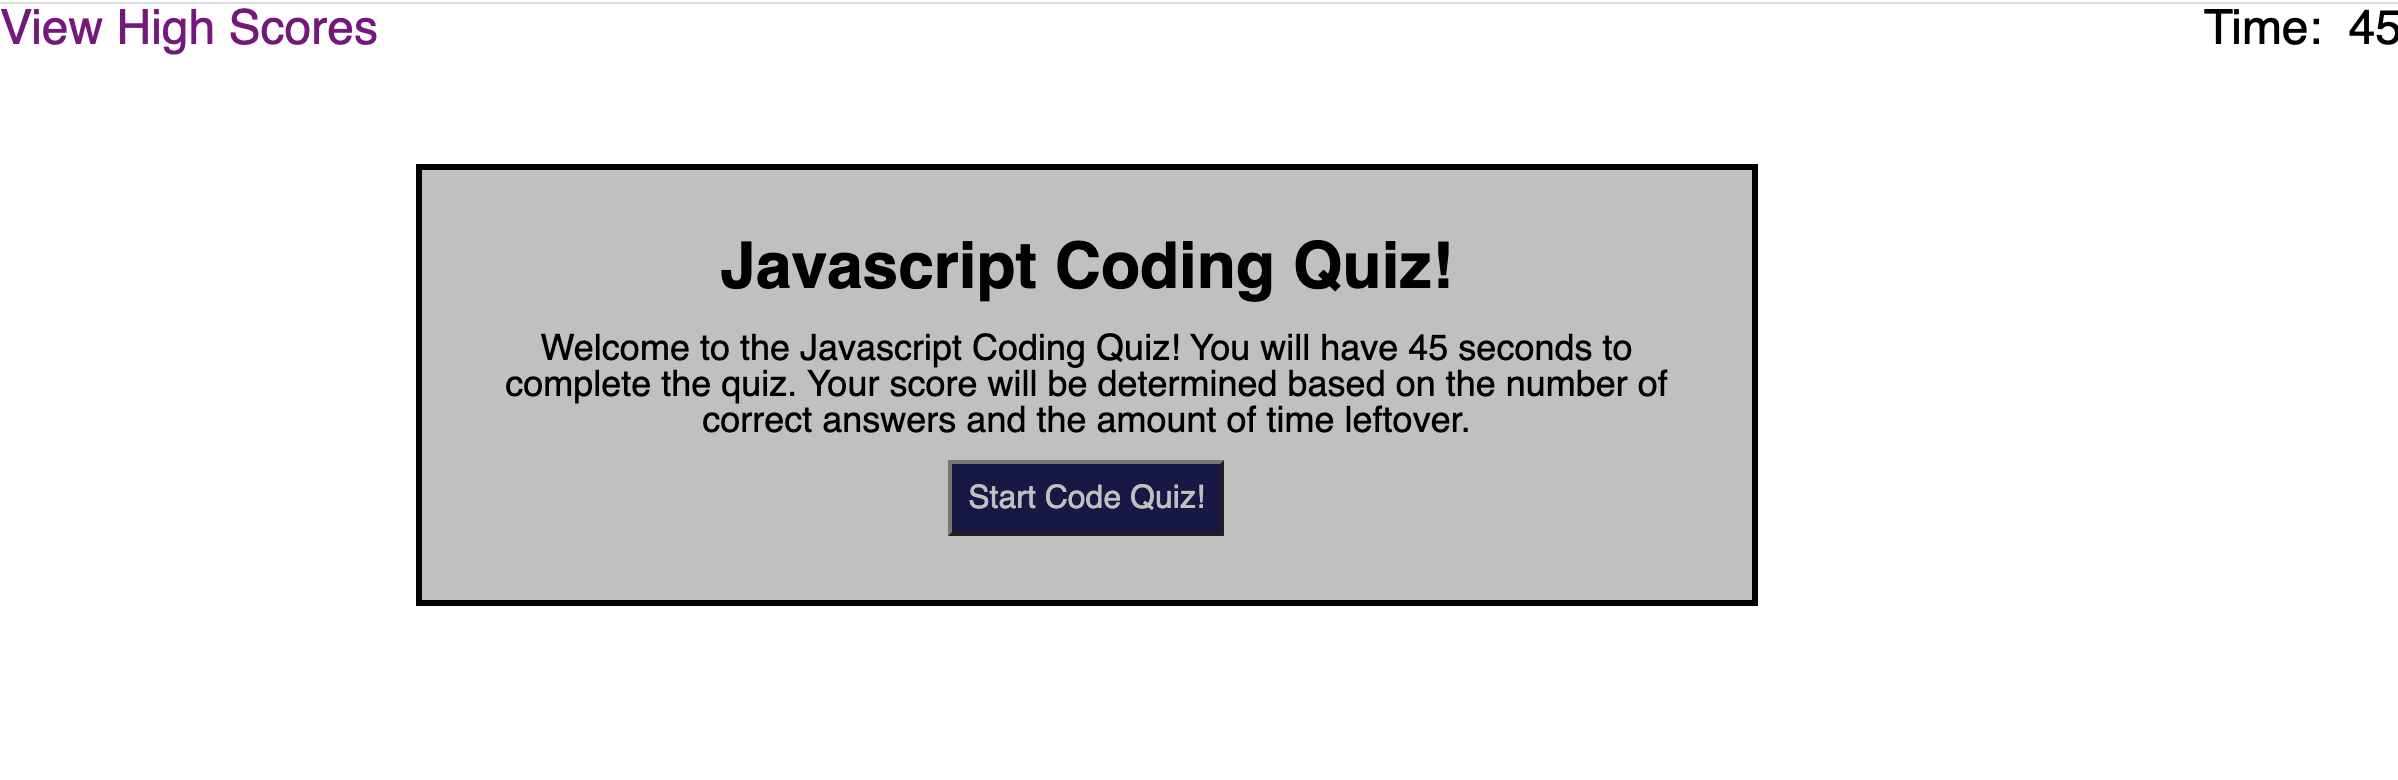 View High Scores
Time: 45
Javascript Coding Quiz!
Welcome to the Javascript Coding Quiz! You will have 45 seconds to
complete the quiz. Your score will be determined based on the number of
correct answers and the amount of time leftover.
Start Code Quiz!